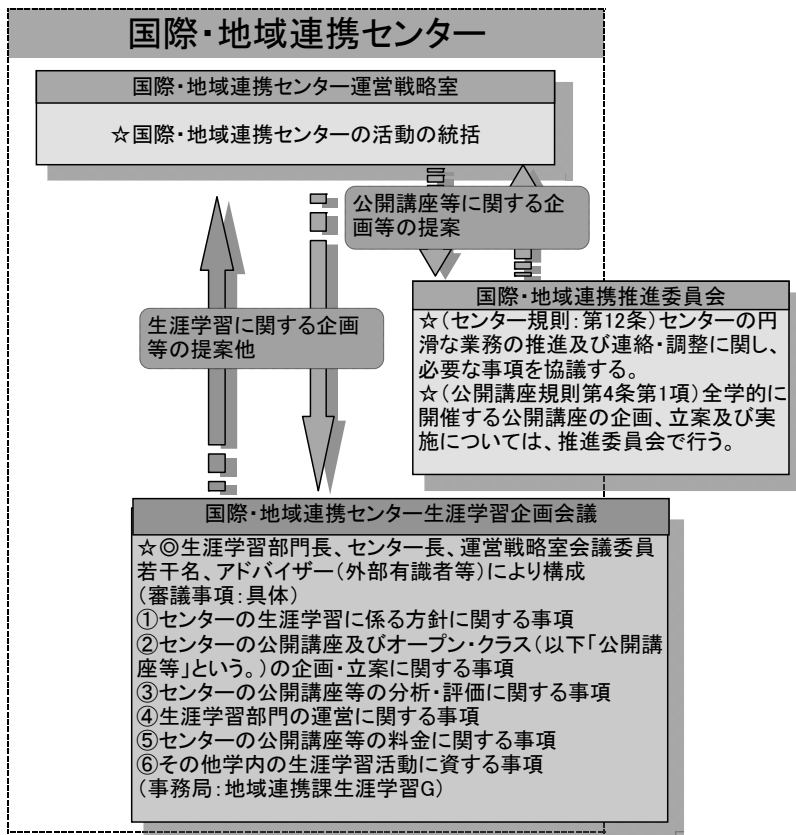 国際・地域連携センター
国際・地域連携センター運営戦略室
☆国際・地域連携センターの活動の統括
公開講座等に関する企
画等の提案
生涯学習に関する企画
等の提案他
国際・地域連携推進委員会
☆(センター規則:第12条)センターの円
滑な業務の推進及び連絡・調整に関し、
必要な事項を協議する。
☆(公開講座規則第4条第1項)全学的に
開催する公開講座の企画、立案及び実
施については、推進委員会で行う。
国際・地域連携センター生涯学習企画会議
☆◎生涯学習部門長、センター長、運営戦略室会議委員
若干名、アドバイザー(外部有識者等)により構成
(審議事項:具体)
①センターの生涯学習に係る方針に関する事項
②センターの公開講座及びオープン・クラス(以下「公開講
座等」という。)の企画・立案に関する事項
③センターの公開講座等の分析・評価に関する事項
④生涯学習部門の運営に関する事項
⑤センターの公開講座等の料金に関する事項
⑥その他学内の生涯学習活動に資する事項
(事務局:地域連携課生涯学習G)